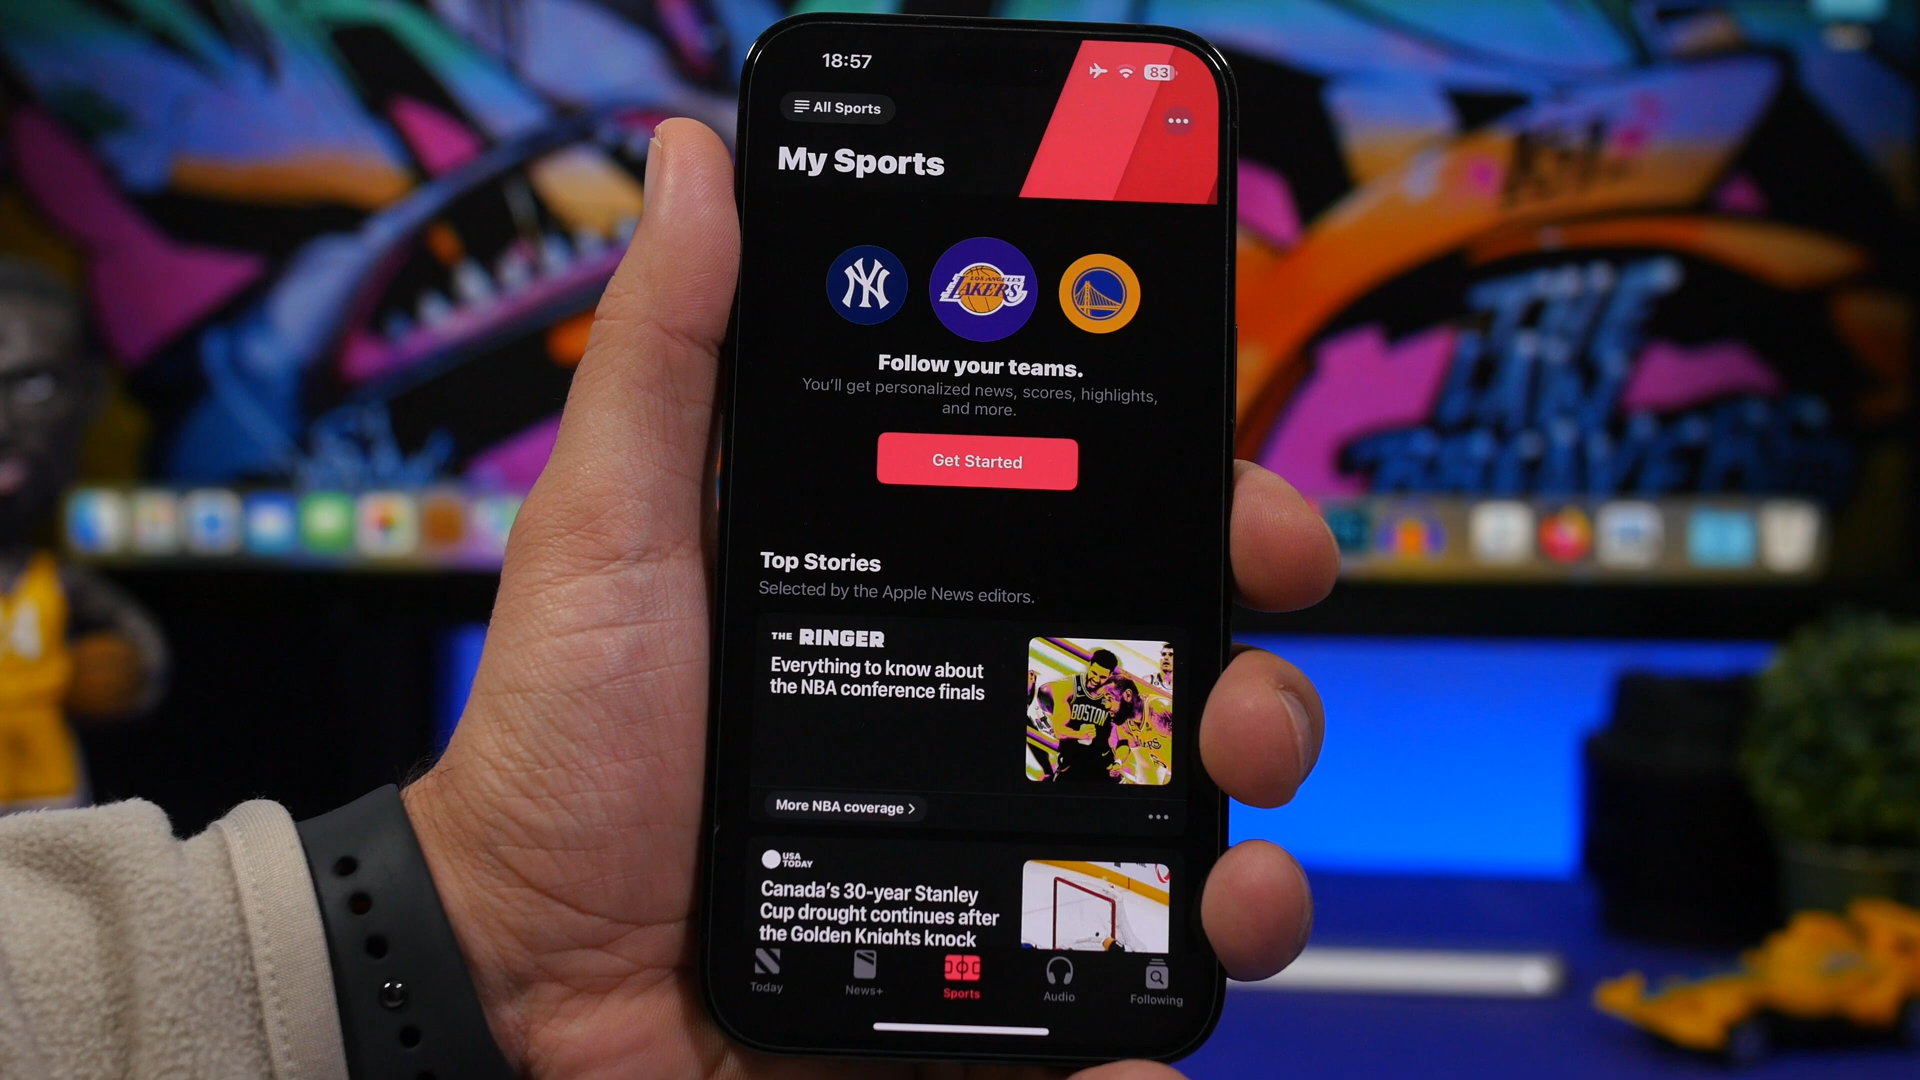 18:57
83
All Sports
My Sports
NY
LOS ANGELES
LAKERS
Follow your teams.
You'll get personalized news, scores, highlights,
and more.
Get Started
Top Stories
Selected by the Apple News editors.
THE RINGER
Everything to know about
the NBA conference finals
BOSTON
More NBA coverage >
USA
TODAY
Canada's 30-year Stanley
Cup drought continues after
the Golden Knights knock
Today
News+
Sports
Audio
Following
THE